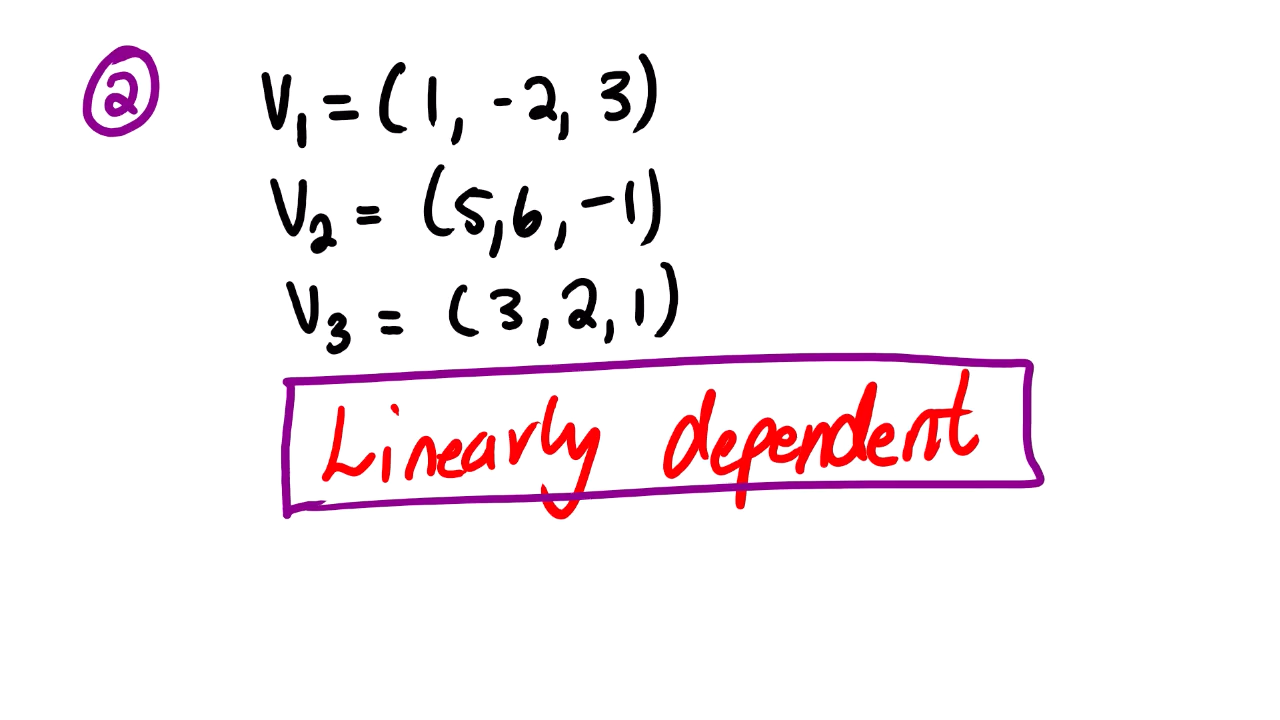 2
V₁ = (1, -2, 3)
V₂ = (5, 6, -1)
V₃ = (3, 2, 1)
Linearly dependent